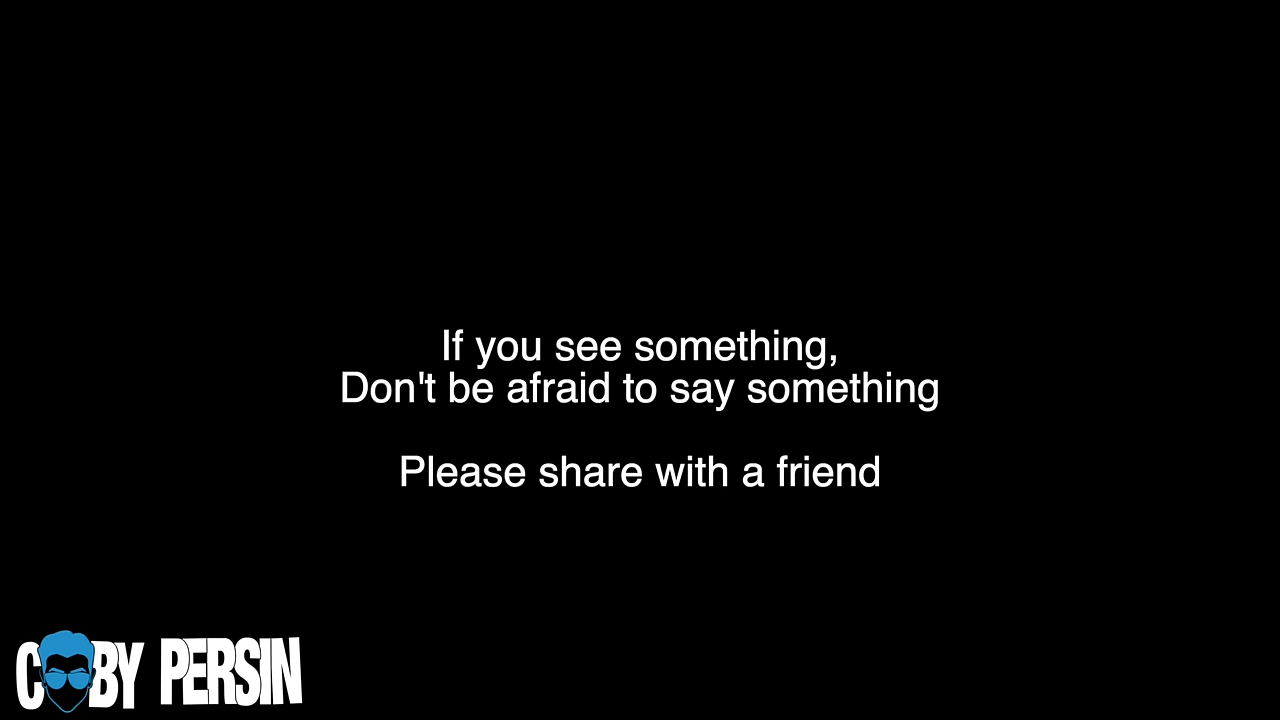 If you see something,
Don't be afraid to say something
Please share with a friend
COBY PERSIN